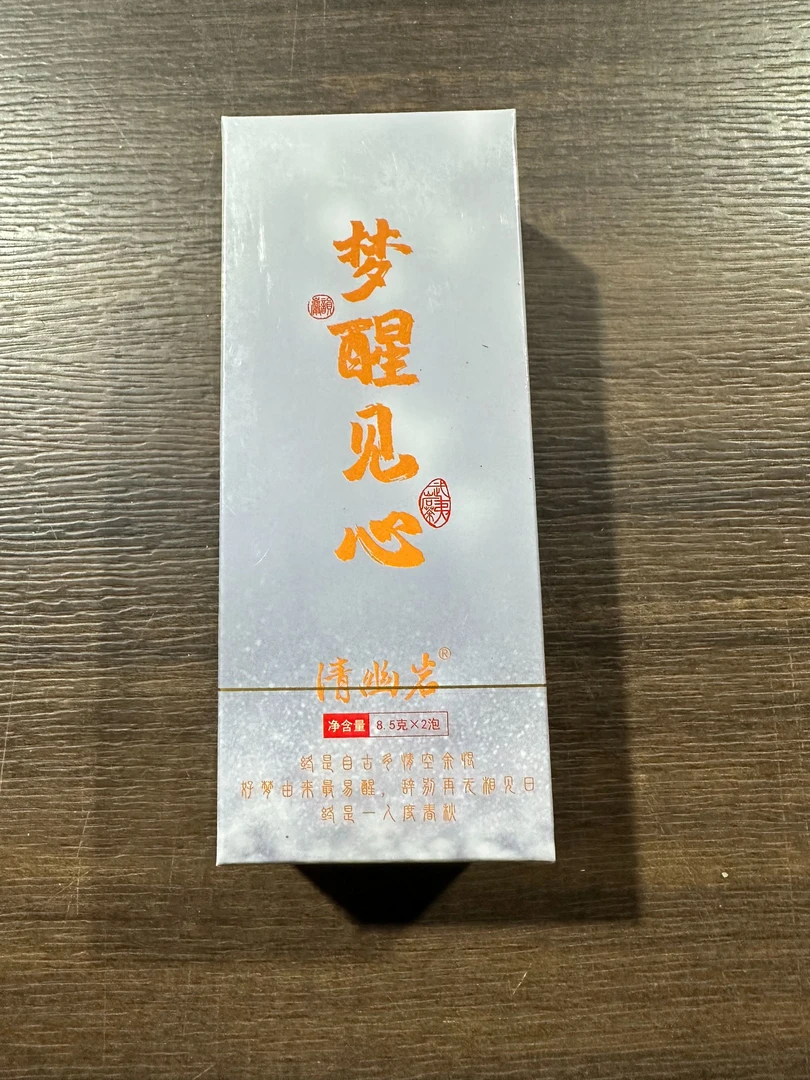 梦醒见心
武夷
清幽岩®
净含量 8.5克×2泡
终是自古多情空余恨
好梦由来最易醒，辞别再无相见日
终是一人度春秋